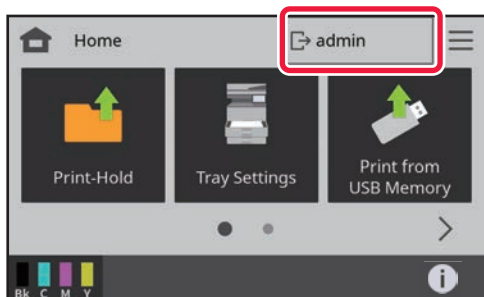 Home
admin
Print-Hold
Tray Settings
Print from
USB Memory
Bk C M Y